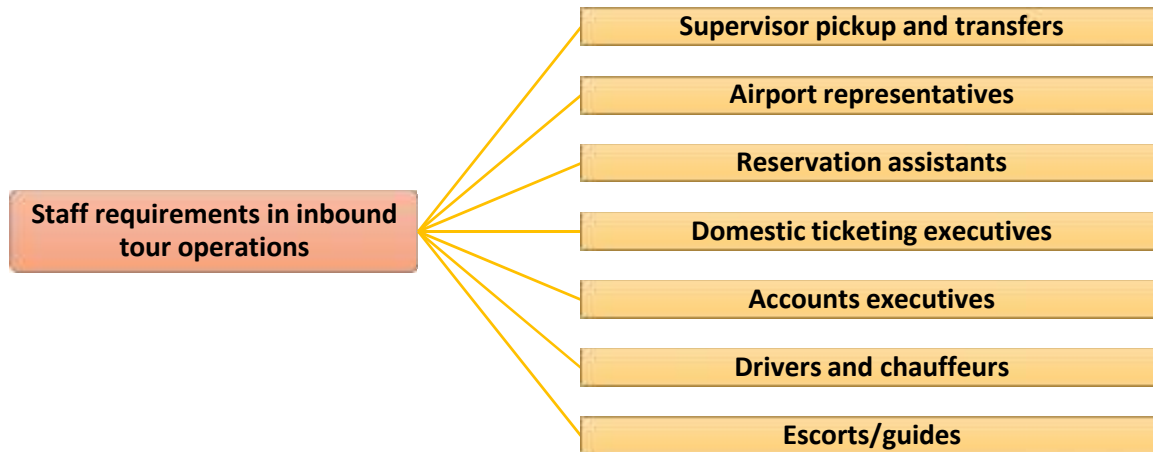 Supervisor pickup and transfers
Airport representatives
Reservation assistants
Staff requirements in inbound
tour operations
Domestic ticketing executives
Accounts executives
Drivers and chauffeurs
Escorts/guides